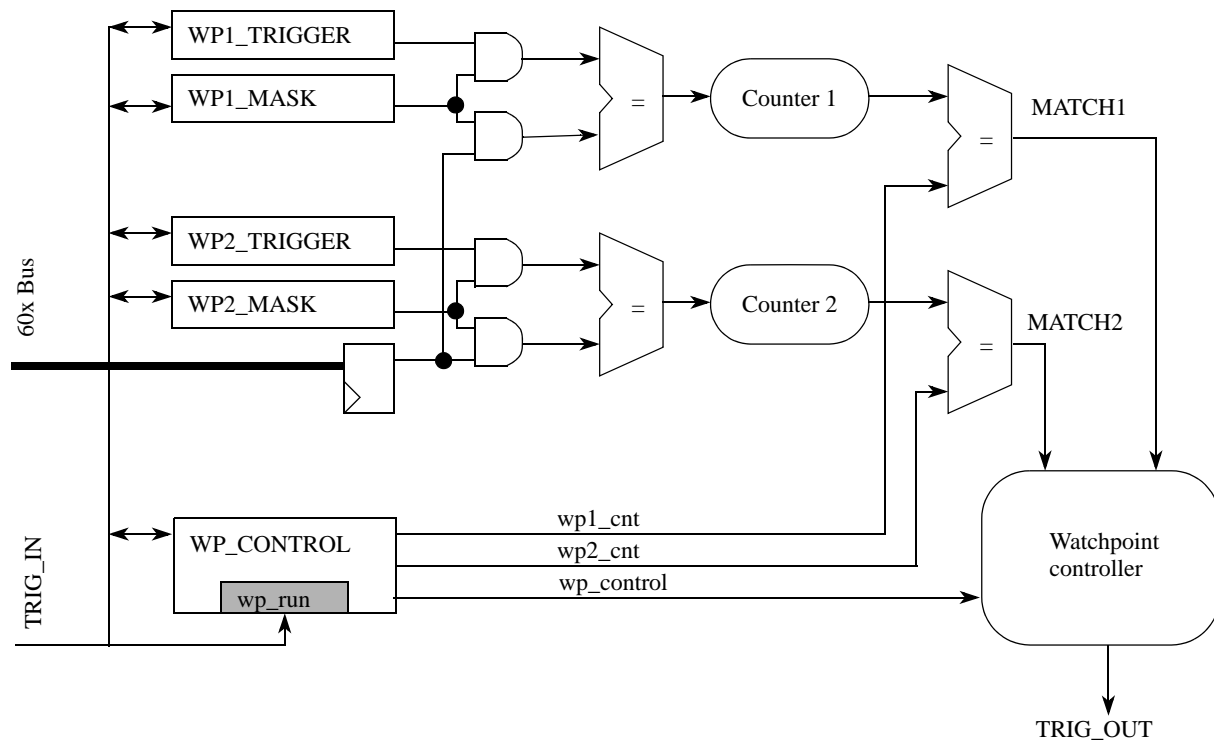 WP1_TRIGGER
WP1_MASK
=
Counter 1
=
MATCH1
WP2_TRIGGER
WP2_MASK
=
Counter 2
=
MATCH2
60x Bus
TRIG_IN
WP_CONTROL
wp_run
wp1_cnt
wp2_cnt
wp_control
Watchpoint
controller
TRIG_OUT